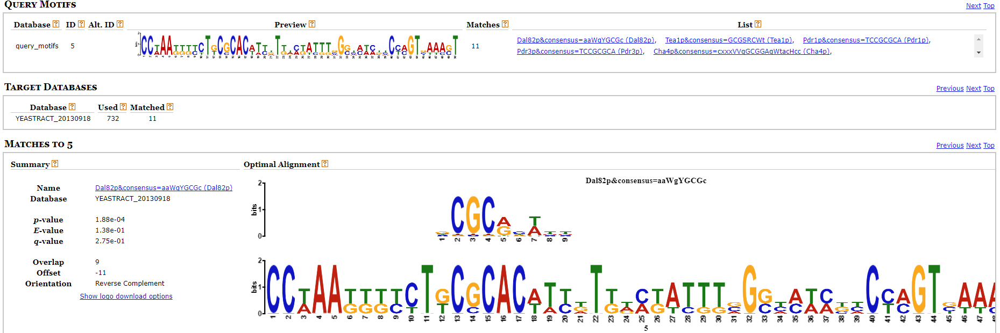 QUERY MOTIFS
Next Top
Database ? ID ? Alt. ID ? Preview ? Matches ? List ?
query_motifs 5 11 Dal82p&consensus=aaWgYGCGc (Dal82p), Tea1p&consensus=GCGSRCWt (Tea1p), Pdr1p&consensus=TCCGCGCA (Pdr1p),
Pdr3p&consensus=TCCGCGCA (Pdr3p), Cha4p&consensus=cxxxVVgGCGGAgWtacHcc (Cha4p),
TARGET DATABASES
Previous Next Top
Database ? Used ? Matched ?
YEASTRACT_20130918 732 11
MATCHES TO 5
Previous Next Top
Summary ?
Name Dal82p&consensus=aaWgYGCGc (Dal82p)
Database YEASTRACT_20130918
p-value 1.88e-04
E-value 1.38e-01
q-value 2.75e-01
Overlap 9
Offset -11
Orientation Reverse Complement
Show logo download options
Optimal Alignment ?
Dal82p&consensus=aaWgYGCGc
2
1
0
bits
CGC
1 2 3 4 5 6 7 8 9
2
1
0
bits
1 2 3 4 5 6 7 8 9 10 11 12 13 14 15 16 17 18 19 20 21 22 23 24 25 26 27 28 29 30 31 32 33 34 35 36 37 38 39 40 41 42 43 44 45 46 47 48
5